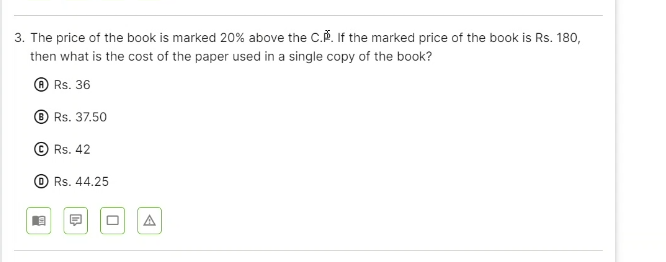 3. The price of the book is marked 20% above the C.P. If the marked price of the book is Rs. 180,
then what is the cost of the paper used in a single copy of the book?
A Rs. 36
B Rs. 37.50
C Rs. 42
D Rs. 44.25